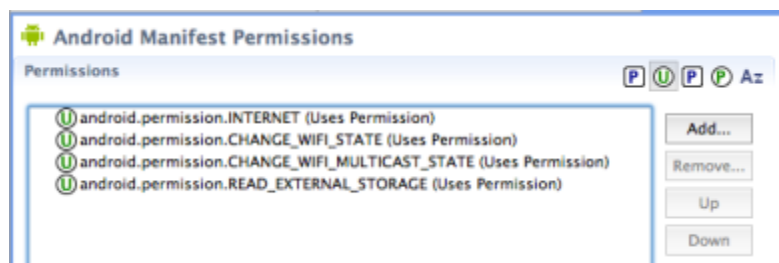 Android Manifest Permissions
Permissions
P U P P Az
U android.permission.INTERNET (Uses Permission)
U android.permission.CHANGE_WIFI_STATE (Uses Permission)
U android.permission.CHANGE_WIFI_MULTICAST_STATE (Uses Permission)
U android.permission.READ_EXTERNAL_STORAGE (Uses Permission)
Add...
Remove...
Up
Down